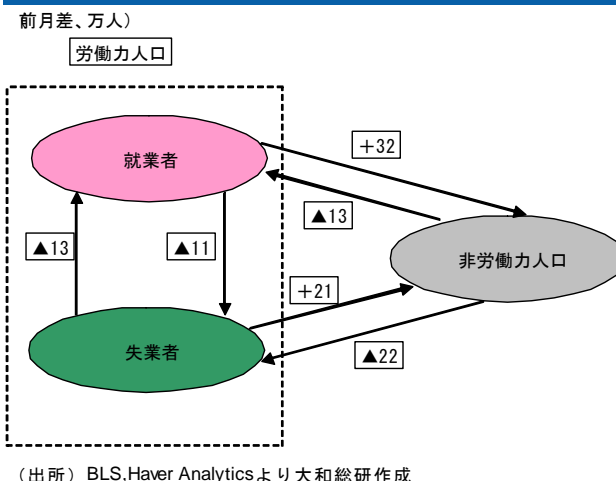 前月差、万人）
労働力人口
就業者
＋32
▲13
▲13
▲11
非労働力人口
＋21
失業者
▲22
（出所）BLS,Haver Analyticsより大和総研作成